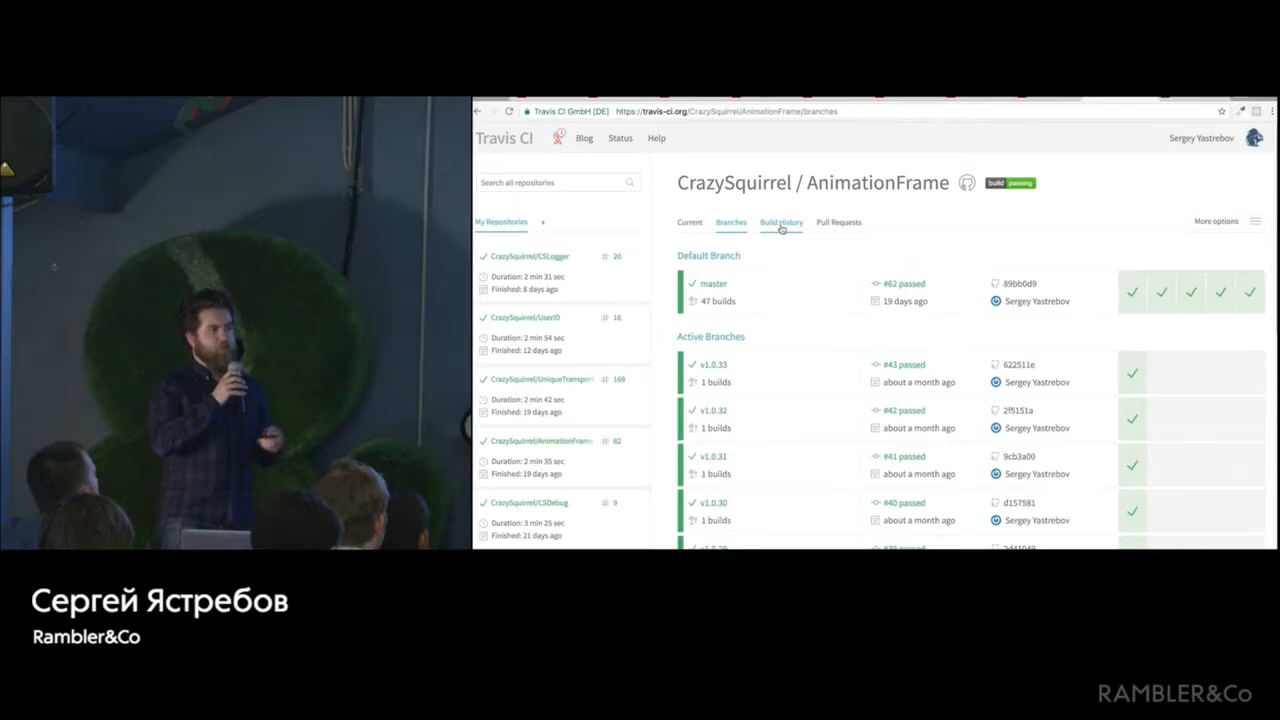 Travis CI GmbH [DE] https://travis-ci.org/CrazySquirrel/AnimationFrame/branches
Travis CI Blog Status Help Sergey Yastrebov
Search all repositories
My Repositories +
CrazySquirrel/CSLogger # 20
Duration: 2 min 31 sec
Finished: 8 days ago
CrazySquirrel/UserID # 16
Duration: 2 min 54 sec
Finished: 12 days ago
CrazySquirrel/UniqueTransport # 169
Duration: 2 min 42 sec
Finished: 19 days ago
CrazySquirrel/AnimationFrame # 62
Duration: 2 min 35 sec
Finished: 19 days ago
CrazySquirrel/CSDebug # 9
Duration: 3 min 25 sec
Finished: 21 days ago
CrazySquirrel / AnimationFrame build passing
Current Branches Build History Pull Requests More options
Default Branch
master #62 passed 89bb0d9
47 builds 19 days ago Sergey Yastrebov
Active Branches
v1.0.33 #43 passed 622511e
1 builds about a month ago Sergey Yastrebov
v1.0.32 #42 passed 2f5151a
1 builds about a month ago Sergey Yastrebov
v1.0.31 #41 passed 9cb3a00
1 builds about a month ago Sergey Yastrebov
v1.0.30 #40 passed d157581
1 builds about a month ago Sergey Yastrebov
Сергей Ястребов
Rambler&Co
RAMBLER&Co